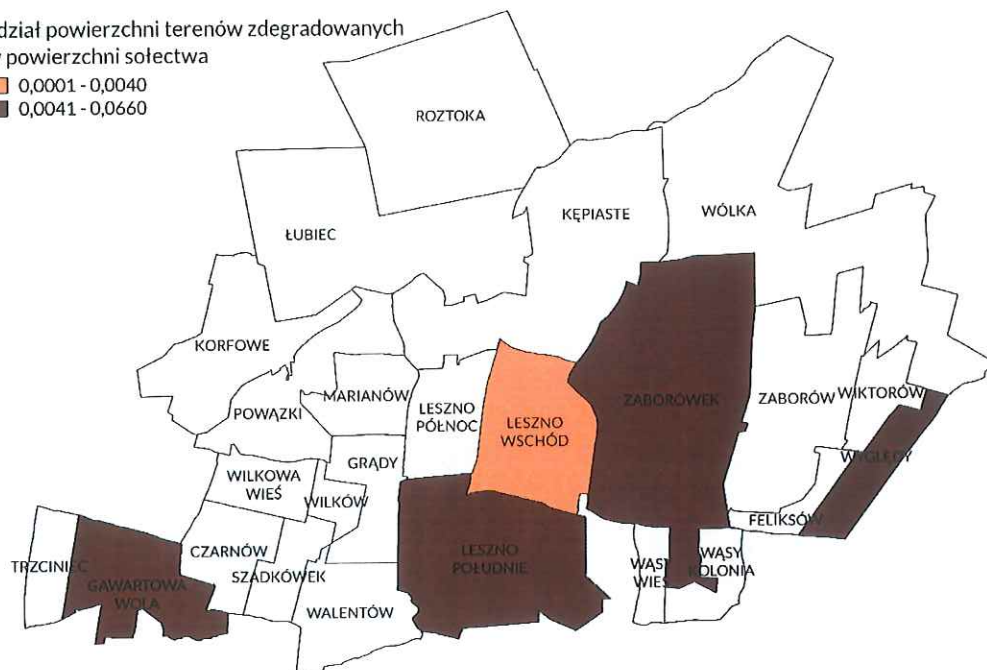 dział powierzchni terenów zdegradowanych
powierzchni sołectwa
0,0001 - 0,0040
0,0041 - 0,0660
ROZTOKA
ŁUBIEC
KĘPIASTE
WÓLKA
KORFOWE
POWĄZKI
MARIANÓW
LESZNO
PÓŁNOC
LESZNO
WSCHÓD
ZABORÓWEK
ZABORÓW
WIKTORÓW
WYGLĘDY
GRĄDY
WILKOWA
WIEŚ
WILKÓW
FELIKSÓW
CZARNÓW
SZADKÓWEK
LESZNO
POŁUDNIE
WĄSY
WIEŚ
WĄSY
KOLONIA
TRZCINIEC
GAWARTOWA
WOLA
WALENTÓW